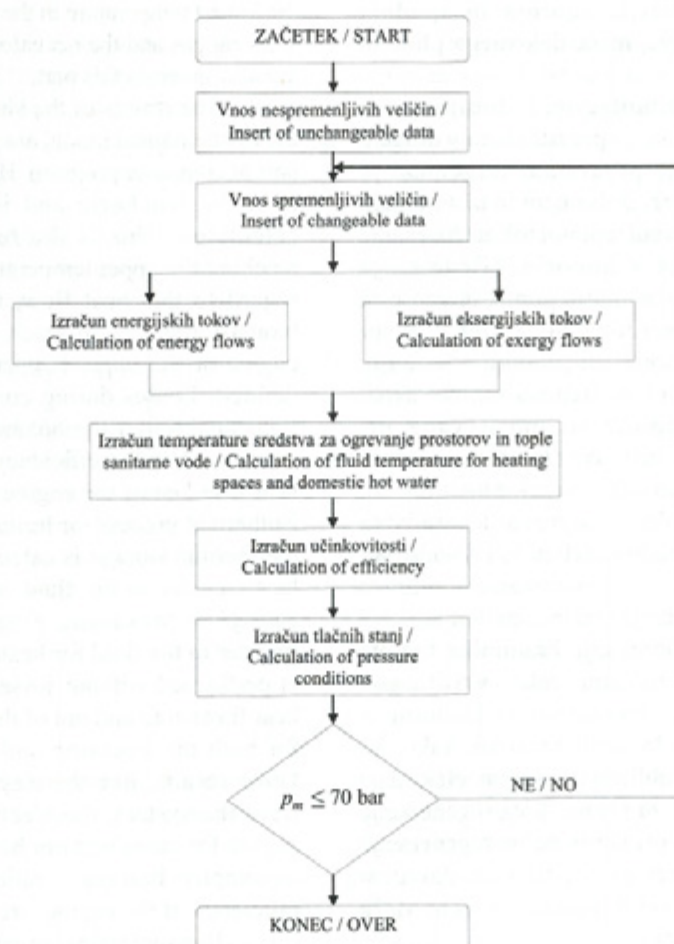 ZAČETEK / START
Vnos nespremenljivih veličin /
Insert of unchangeable data
Vnos spremenljivih veličin /
Insert of changeable data
Izračun energijskih tokov /
Calculation of energy flows
Izračun eksergijskih tokov /
Calculation of exergy flows
Izračun temperature sredstva za ogrevanje prostorov in tople
sanitarne vode / Calculation of fluid temperature for heating
spaces and domestic hot water
Izračun učinkovitosti /
Calculation of efficiency
Izračun tlačnih stanj /
Calculation of pressure
conditions
pm ≤ 70 bar
NE / NO
KONEC / OVER